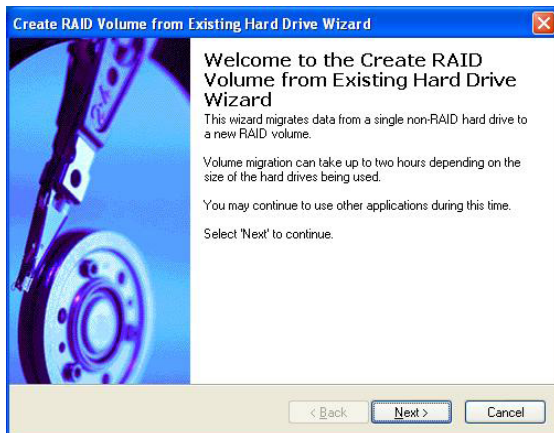 Create RAID Volume from Existing Hard Drive Wizard
Welcome to the Create RAID
Volume from Existing Hard Drive
Wizard
This wizard migrates data from a single non-RAID hard drive to
a new RAID volume.
Volume migration can take up to two hours depending on the
size of the hard drives being used.
You may continue to use other applications during this time.
Select 'Next' to continue.
< Back
Next >
Cancel